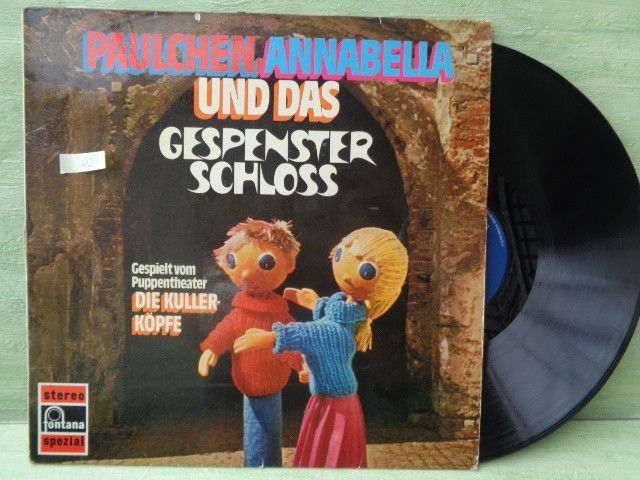 PAULCHEN, ANNABELLA
UND DAS
GESPENSTER
SCHLOSS
Gespielt vom
Puppentheater
DIE KULLER-
KÖPFE
stereo
fontana
spezial